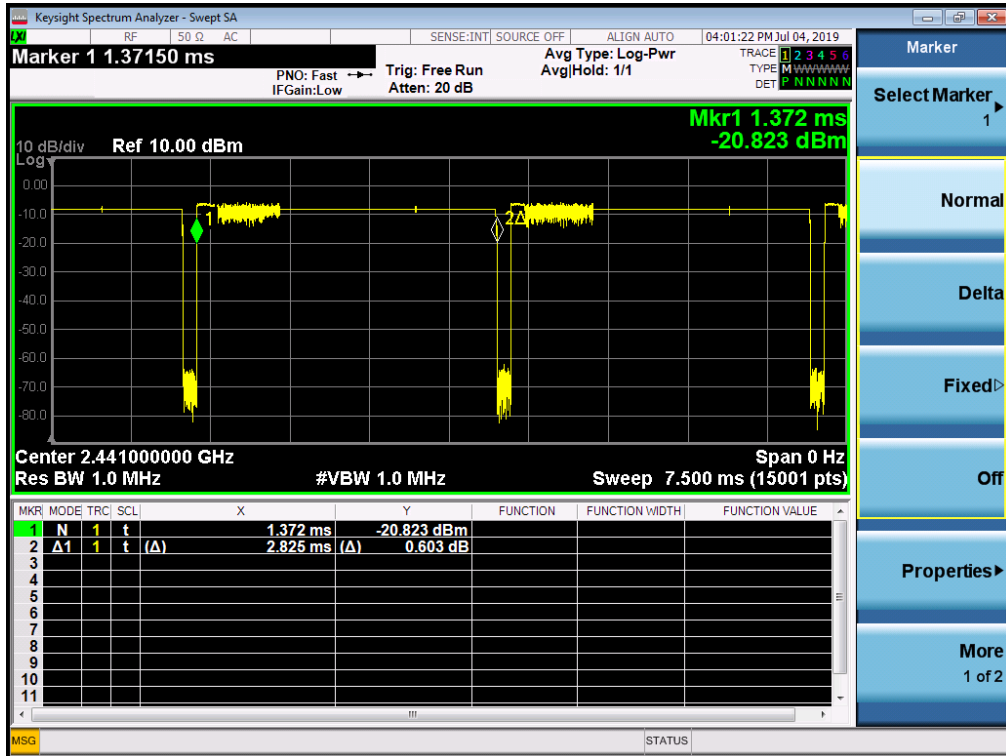 Keysight Spectrum Analyzer - Swept SA
LXI RF 50 Ω AC SENSE:INT SOURCE OFF ALIGN AUTO 04:01:22 PM Jul 04, 2019
Marker 1 1.37150 ms
PNO: Fast
IFGain:Low
Trig: Free Run
Atten: 20 dB
Avg Type: Log-Pwr
Avg|Hold: 1/1
TRACE 1 2 3 4 5 6
TYPE M WWWWW
DET P N N N N N
Mkr1 1.372 ms
-20.823 dBm
10 dB/div Ref 10.00 dBm
Log
0.00
-10.0
-20.0
-30.0
-40.0
-50.0
-60.0
-70.0
-80.0
1
2Δ
Center 2.441000000 GHz Span 0 Hz
Res BW 1.0 MHz #VBW 1.0 MHz Sweep 7.500 ms (15001 pts)
MKR MODE TRC SCL X Y FUNCTION FUNCTION WIDTH FUNCTION VALUE
1 N 1 t 1.372 ms -20.823 dBm
2 Δ1 1 t (Δ) 2.825 ms (Δ) 0.603 dB
3
4
5
6
7
8
9
10
11
MSG STATUS
Marker
Select Marker
1
Normal
Delta
Fixed
Off
Properties
More
1 of 2